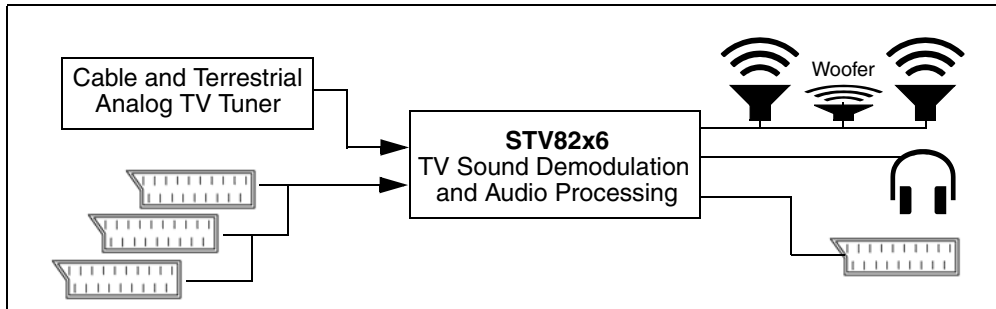 Cable and Terrestrial
Analog TV Tuner
Woofer
STV82x6
TV Sound Demodulation
and Audio Processing